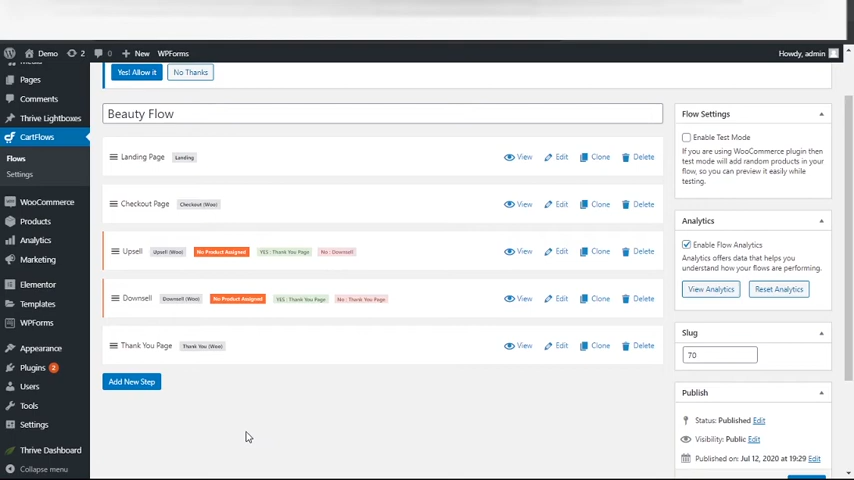 Demo
2
0
New
WPForms
Howdy, admin
Media
Pages
Comments
Thrive Lightboxes
CartFlows
Flows
Settings
WooCommerce
Products
Analytics
Marketing
Elementor
Templates
WPForms
Appearance
Plugins 2
Users
Tools
Settings
Thrive Dashboard
Collapse menu
Yes! Allow it
No Thanks
Beauty Flow
Landing Page Landing View Edit Clone Delete
Checkout Page Checkout (Woo) View Edit Clone Delete
Upsell Upsell (Woo) No Product Assigned YES : Thank You Page No : Downsell View Edit Clone Delete
Downsell Downsell (Woo) No Product Assigned YES : Thank You Page No : Thank You Page View Edit Clone Delete
Thank You Page Thank You (Woo) View Edit Clone Delete
Add New Step
Flow Settings
Enable Test Mode
If you are using WooCommerce plugin then
test mode will add random products in your
flow, so you can preview it easily while
testing.
Analytics
Enable Flow Analytics
Analytics offers data that helps you
understand how your flows are performing.
View Analytics Reset Analytics
Slug
70
Publish
Status: Published Edit
Visibility: Public Edit
Published on: Jul 12, 2020 at 19:29 Edit